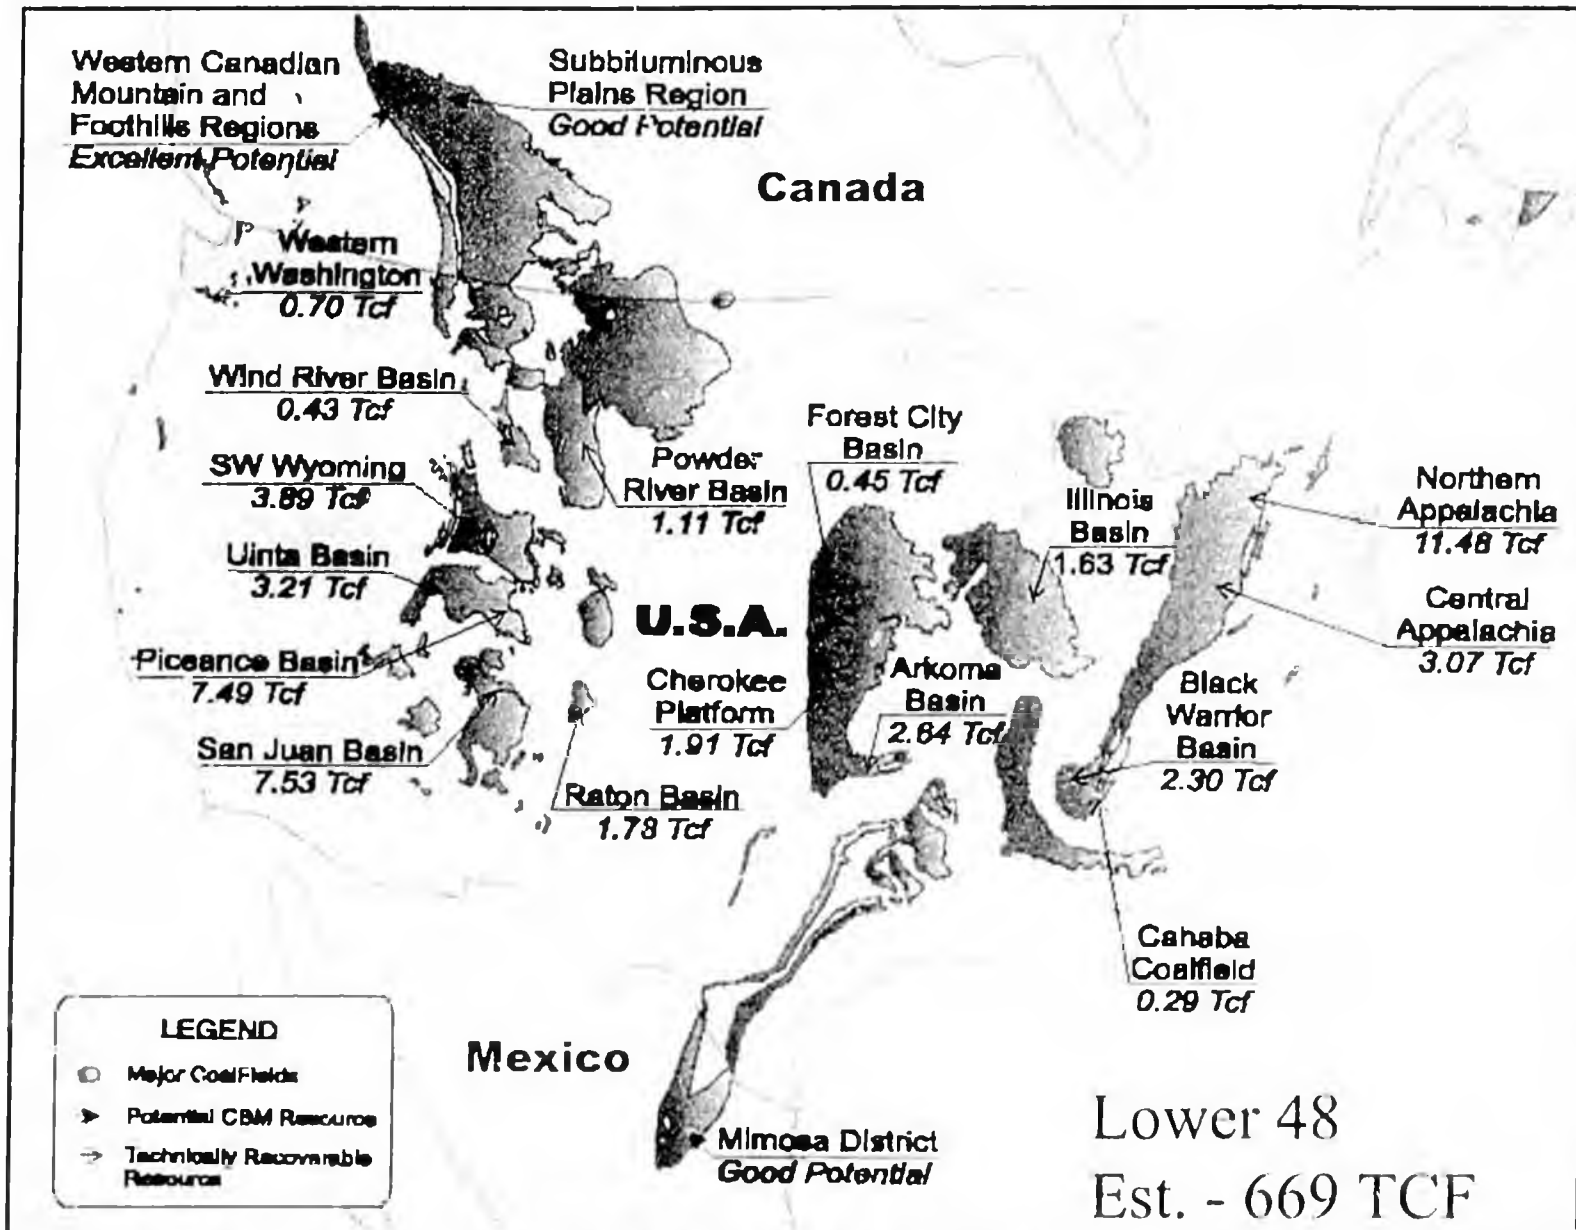 Western Canadian
Mountain and
Foothills Regions
Excellent Potential
Subbituminous
Plains Region
Good Potential
Canada
Western
Washington
0.70 Tcf
Wind River Basin
0.43 Tcf
SW Wyoming
3.89 Tcf
Uinta Basin
3.21 Tcf
Piceance Basin
7.49 Tcf
San Juan Basin
7.53 Tcf
Powder
River Basin
1.11 Tcf
U.S.A.
Raton Basin
1.78 Tcf
Forest City
Basin
0.45 Tcf
Cherokee
Platform
1.91 Tcf
Arkoma
Basin
2.64 Tcf
Illinois
Basin
1.63 Tcf
Northern
Appalachia
11.48 Tcf
Central
Appalachia
3.07 Tcf
Black
Warrior
Basin
2.30 Tcf
Cahaba
Coalfield
0.29 Tcf
Mexico
Mimosa District
Good Potential
LEGEND
Major CoalFields
Potential CBM Resource
Technically Recoverable
Resource
Lower 48
Est. - 669 TCF